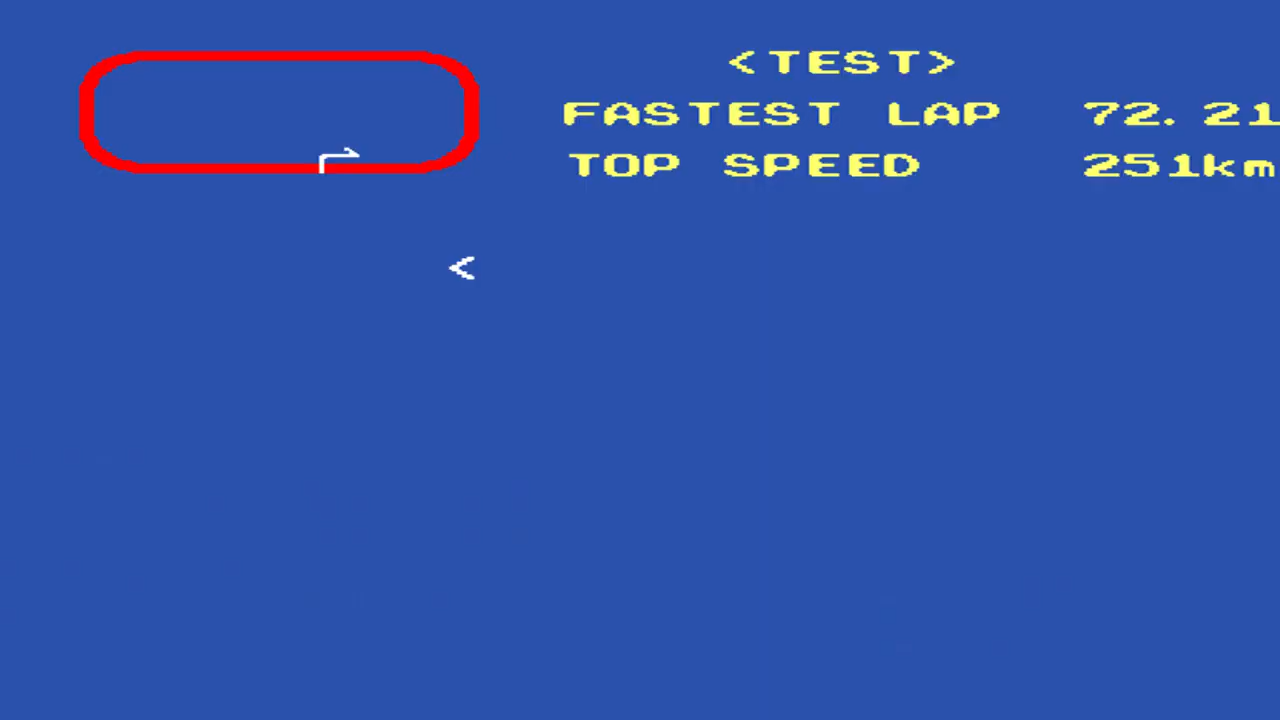 <TEST>
FASTEST LAP 72.21
TOP SPEED 251km
<